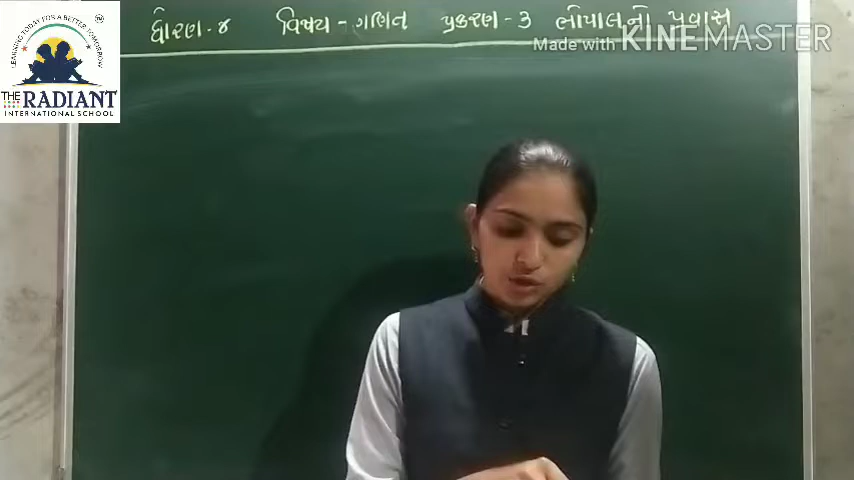 ધોરણ - ૪ વિષય - ગણિત પ્રકરણ - 3 ભોપાલનો પ્રવાસ
Made with KINEMASTER
LEARNING TODAY FOR A BETTER TOMORROW
THE RADIANT
INTERNATIONAL SCHOOL